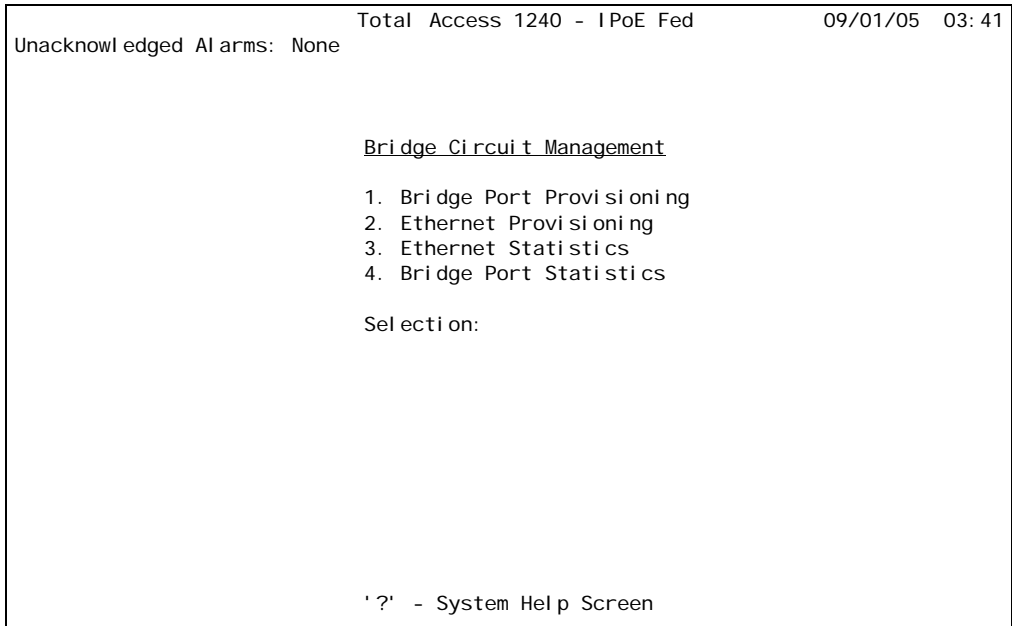 Total Access 1240 - IPoE Fed 09/01/05 03:41
Unacknowledged Alarms: None
Bridge Circuit Management
1. Bridge Port Provisioning
2. Ethernet Provisioning
3. Ethernet Statistics
4. Bridge Port Statistics
Selection:
'?' - System Help Screen